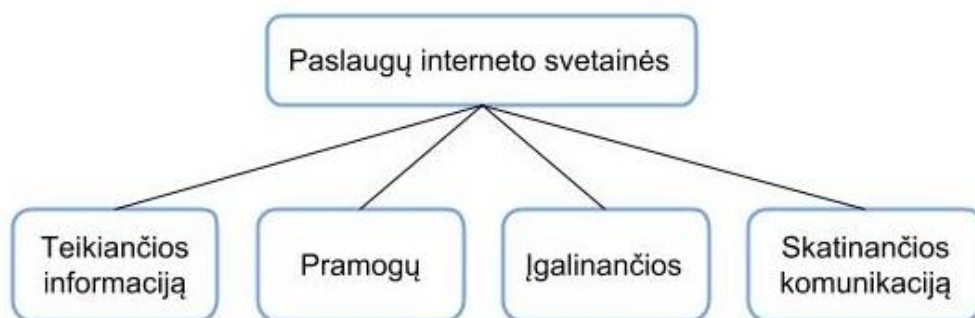 Paslaugų interneto svetainės
Teikiančios
informaciją
Pramogų
Įgalinančios
Skatinančios
komunikaciją